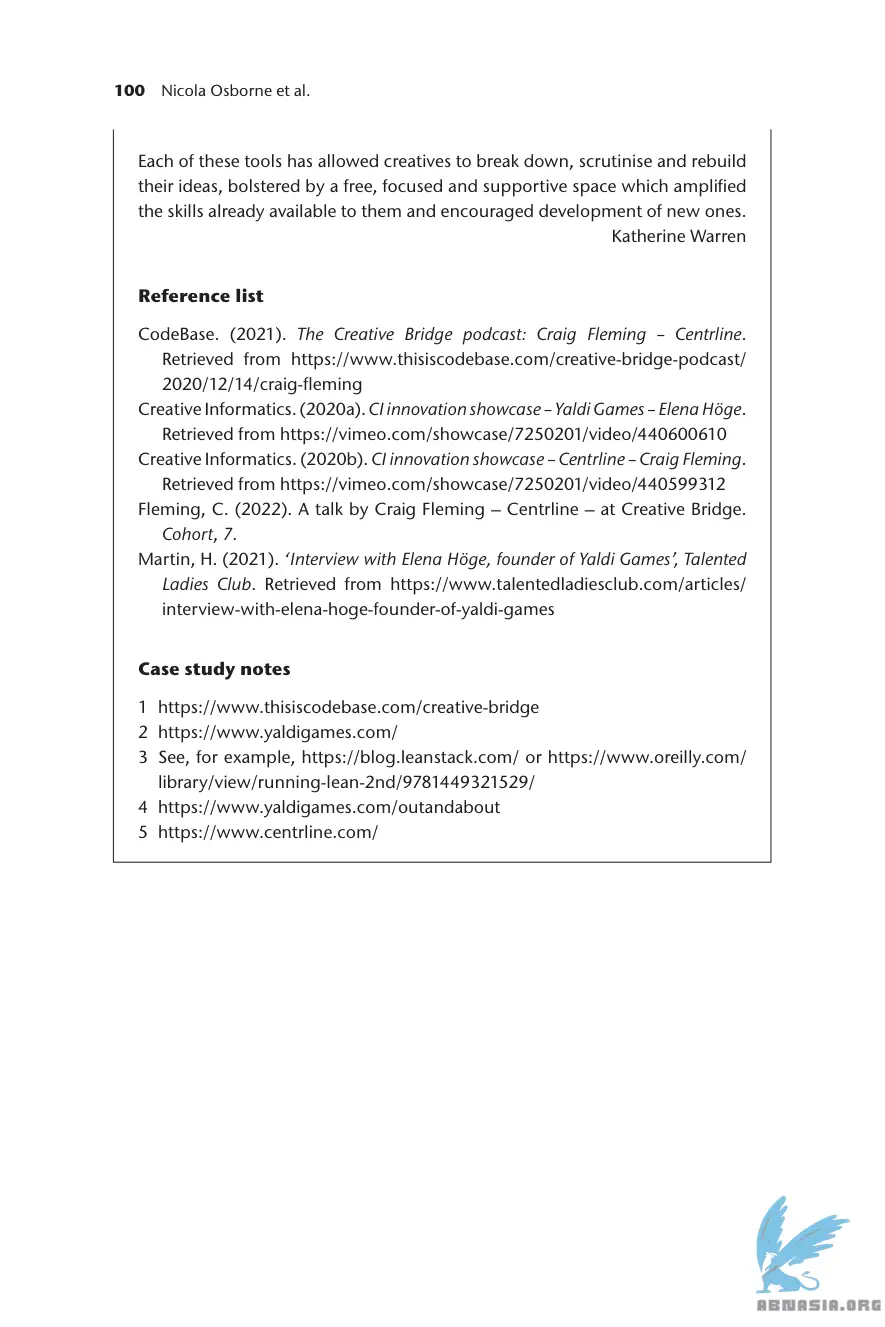 100 Nicola Osborne et al.
Each of these tools has allowed creatives to break down, scrutinise and rebuild
their ideas, bolstered by a free, focused and supportive space which amplified
the skills already available to them and encouraged development of new ones.
Katherine Warren
Reference list
CodeBase. (2021). The Creative Bridge podcast: Craig Fleming – Centrline.
Retrieved from https://www.thisiscodebase.com/creative-bridge-podcast/
2020/12/14/craig-fleming
Creative Informatics. (2020a). CI innovation showcase – Yaldi Games – Elena Höge.
Retrieved from https://vimeo.com/showcase/7250201/video/440600610
Creative Informatics. (2020b). CI innovation showcase – Centrline – Craig Fleming.
Retrieved from https://vimeo.com/showcase/7250201/video/440599312
Fleming, C. (2022). A talk by Craig Fleming – Centrline – at Creative Bridge.
Cohort, 7.
Martin, H. (2021). ‘Interview with Elena Höge, founder of Yaldi Games’, Talented
Ladies Club. Retrieved from https://www.talentedladiesclub.com/articles/
interview-with-elena-hoge-founder-of-yaldi-games
Case study notes
1 https://www.thisiscodebase.com/creative-bridge
2 https://www.yaldigames.com/
3 See, for example, https://blog.leanstack.com/ or https://www.oreilly.com/
library/view/running-lean-2nd/9781449321529/
4 https://www.yaldigames.com/outandabout
5 https://www.centrline.com/
ABNASIA.ORG